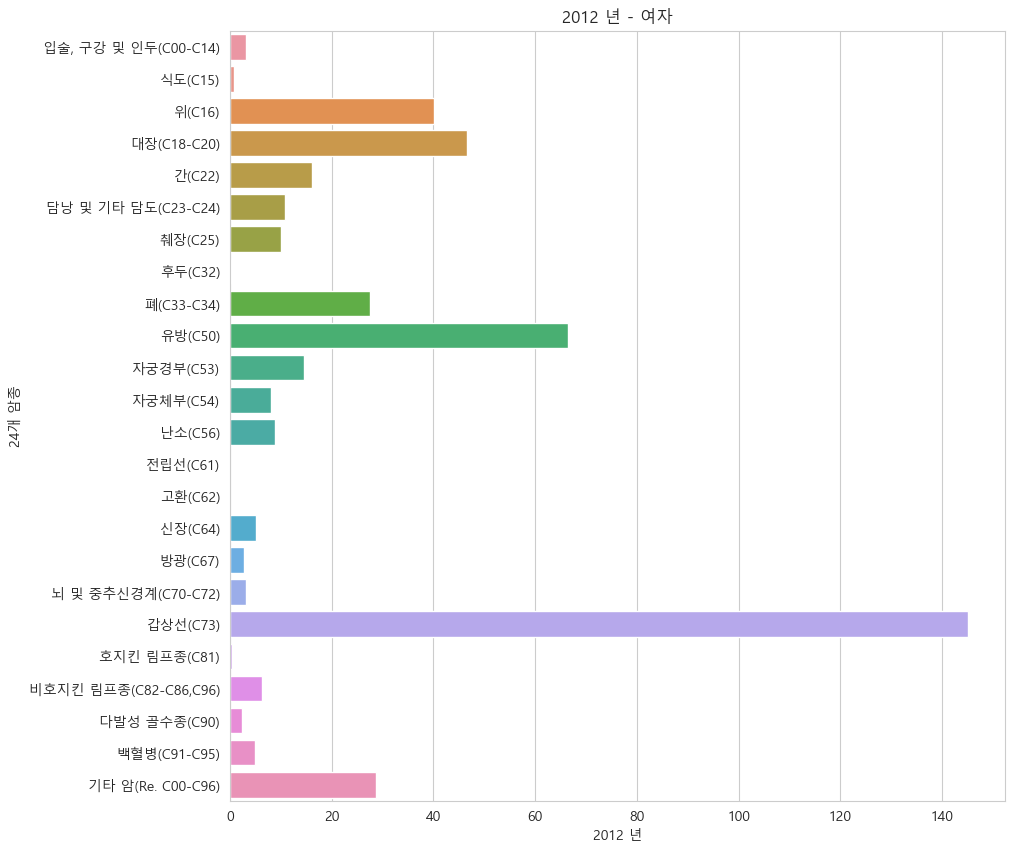 2012 년 - 여자
입술, 구강 및 인두(C00-C14)
식도(C15)
위(C16)
대장(C18-C20)
간(C22)
담낭 및 기타 담도(C23-C24)
췌장(C25)
후두(C32)
폐(C33-C34)
유방(C50)
자궁경부(C53)
자궁체부(C54)
난소(C56)
전립선(C61)
고환(C62)
신장(C64)
방광(C67)
뇌 및 중추신경계(C70-C72)
갑상선(C73)
호지킨 림프종(C81)
비호지킨 림프종(C82-C86,C96)
다발성 골수종(C90)
백혈병(C91-C95)
기타 암(Re. C00-C96)
24개 암종
0 20 40 60 80 100 120 140
2012 년